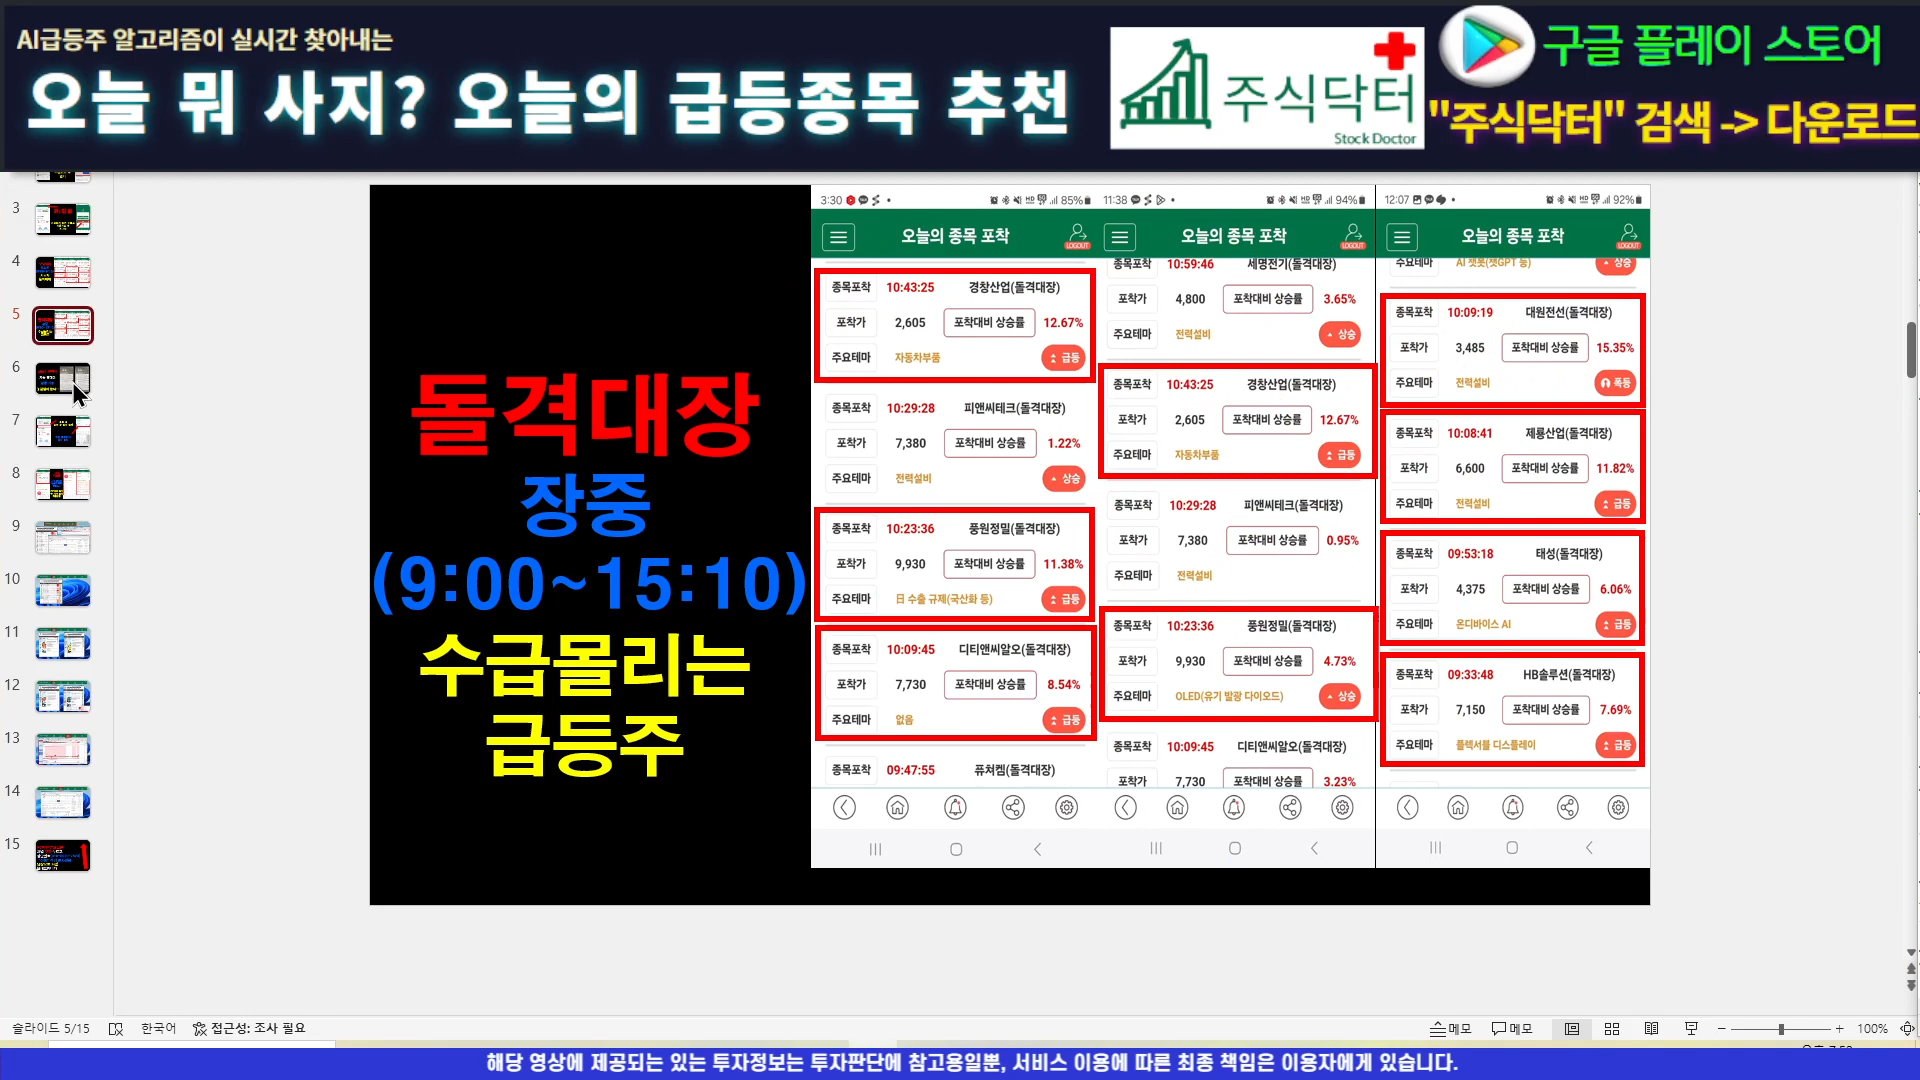 AI급등주 알고리즘이 실시간 찾아내는
오늘 뭐 사지? 오늘의 급등종목 추천
주식닥터
Stock Doctor
구글 플레이 스토어
"주식닥터" 검색 -> 다운로드
3
4
5
6
7
8
9
10
11
12
13
14
15
돌격대장
장중
(9:00~15:10)
수급몰리는
급등주
3:30 85%
오늘의 종목 포착
LOGOUT
종목포착 10:43:25 경창산업(돌격대장)
포착가 2,605 포착대비 상승률 12.67%
주요테마 자동차부품 급등
종목포착 10:29:28 피앤씨테크(돌격대장)
포착가 7,380 포착대비 상승률 1.22%
주요테마 전력설비 상승
종목포착 10:23:36 풍원정밀(돌격대장)
포착가 9,930 포착대비 상승률 11.38%
주요테마 日 수출 규제(국산화 등) 급등
종목포착 10:09:45 디티앤씨알오(돌격대장)
포착가 7,730 포착대비 상승률 8.54%
주요테마 없음 급등
종목포착 09:47:55 퓨쳐켐(돌격대장)
11:38 94%
오늘의 종목 포착
LOGOUT
종목포착 10:59:46 세명전기(돌격대장)
포착가 4,800 포착대비 상승률 3.65%
주요테마 전력설비 상승
종목포착 10:43:25 경창산업(돌격대장)
포착가 2,605 포착대비 상승률 12.67%
주요테마 자동차부품 급등
종목포착 10:29:28 피앤씨테크(돌격대장)
포착가 7,380 포착대비 상승률 0.95%
주요테마 전력설비
종목포착 10:23:36 풍원정밀(돌격대장)
포착가 9,930 포착대비 상승률 4.73%
주요테마 OLED(유기 발광 다이오드) 상승
종목포착 10:09:45 디티앤씨알오(돌격대장)
포착가 7,730 포착대비 상승률 3.23%
12:07 92%
오늘의 종목 포착
LOGOUT
주요테마 AI 챗봇(챗GPT 등) 상승
종목포착 10:09:19 대원전선(돌격대장)
포착가 3,485 포착대비 상승률 15.35%
주요테마 전력설비 폭등
종목포착 10:08:41 제룡산업(돌격대장)
포착가 6,600 포착대비 상승률 11.82%
주요테마 전력설비 급등
종목포착 09:53:18 태성(돌격대장)
포착가 4,375 포착대비 상승률 6.06%
주요테마 온디바이스 AI 급등
종목포착 09:33:48 HB솔루션(돌격대장)
포착가 7,150 포착대비 상승률 7.69%
주요테마 플렉서블 디스플레이 급등
슬라이드 5/15 한국어 접근성: 조사 필요 메모 메모 100%
해당 영상에 제공되는 있는 투자정보는 투자판단에 참고용일뿐, 서비스 이용에 따른 최종 책임은 이용자에게 있습니다.